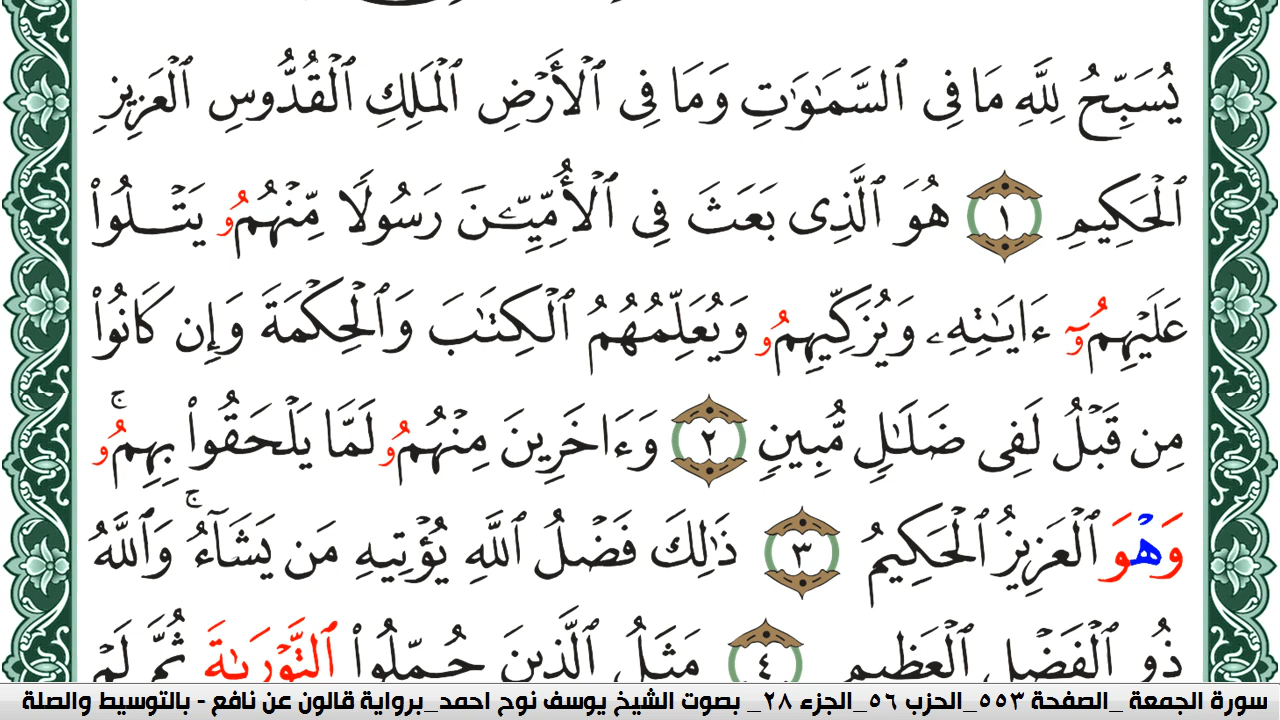 يُسَبِّحُ لِلَّهِ مَا فِى ٱلسَّمَٰوَٰتِ وَمَا فِى ٱلْأَرْضِ ٱلْمَلِكِ ٱلْقُدُّوسِ ٱلْعَزِيزِ
ٱلْحَكِيمِ ١ هُوَ ٱلَّذِى بَعَثَ فِى ٱلْأُمِّيِّـۧنَ رَسُولًا مِّنْهُمُۥ يَتْلُوا۟
عَلَيْهِمُۥٓ ءَايَٰتِهِۦ وَيُزَكِّيهِمُۥ وَيُعَلِّمُهُمُ ٱلْكِتَٰبَ وَٱلْحِكْمَةَ وَإِن كَانُوا۟
مِن قَبْلُ لَفِى ضَلَٰلٍ مُّبِينٍ ٢ وَءَاخَرِينَ مِنْهُمُۥ لَمَّا يَلْحَقُوا۟ بِهِمُۥۚ
وَهْوَ ٱلْعَزِيزُ ٱلْحَكِيمُ ٣ ذَٰلِكَ فَضْلُ ٱللَّهِ يُؤْتِيهِ مَن يَشَآءُۚ وَٱللَّهُ
ذُو ٱلْفَضْلِ ٱلْعَظِيمِ ٤ مَثَلُ ٱلَّذِينَ حُمِّلُوا۟ ٱلتَّوْرَىٰةَ ثُمَّ لَمْ
سورة الجمعة _الصفحة ٥٥٣_الحزب ٥٦_الجزء ٢٨_ بصوت الشيخ يوسف نوح احمد_برواية قالون عن نافع - بالتوسيط والصلة